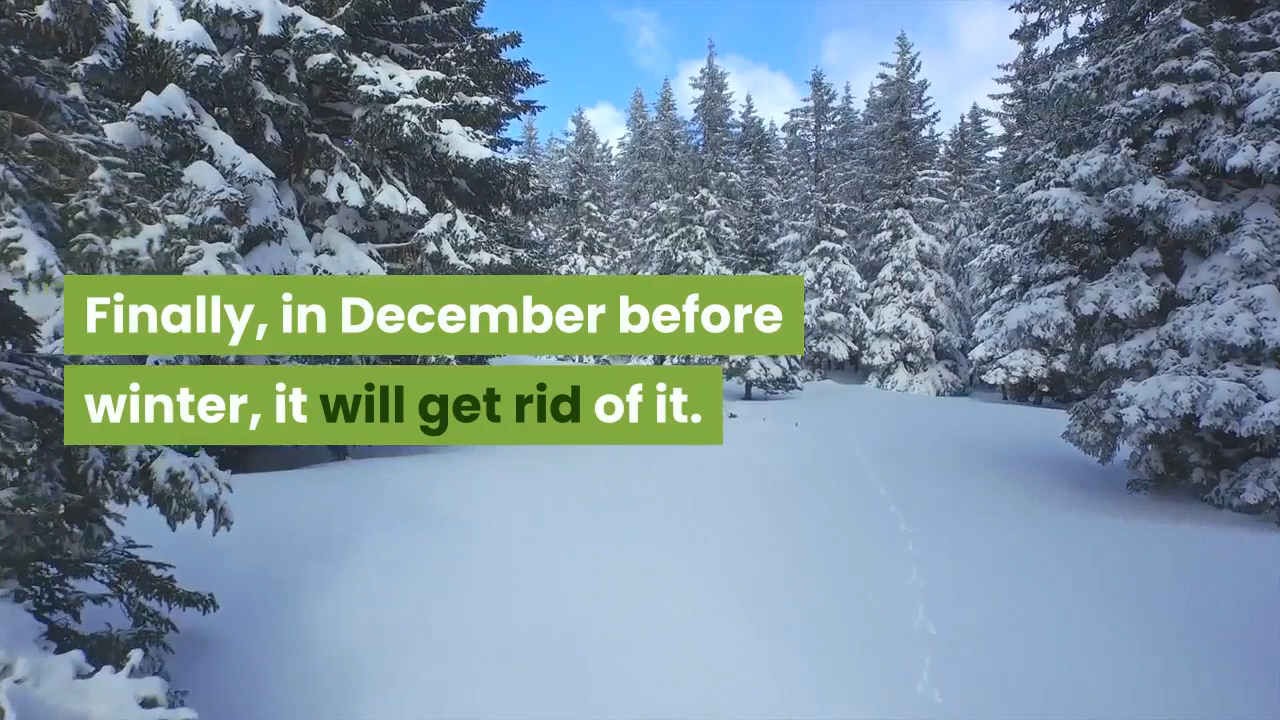 Finally, in December before
winter, it will get rid of it.